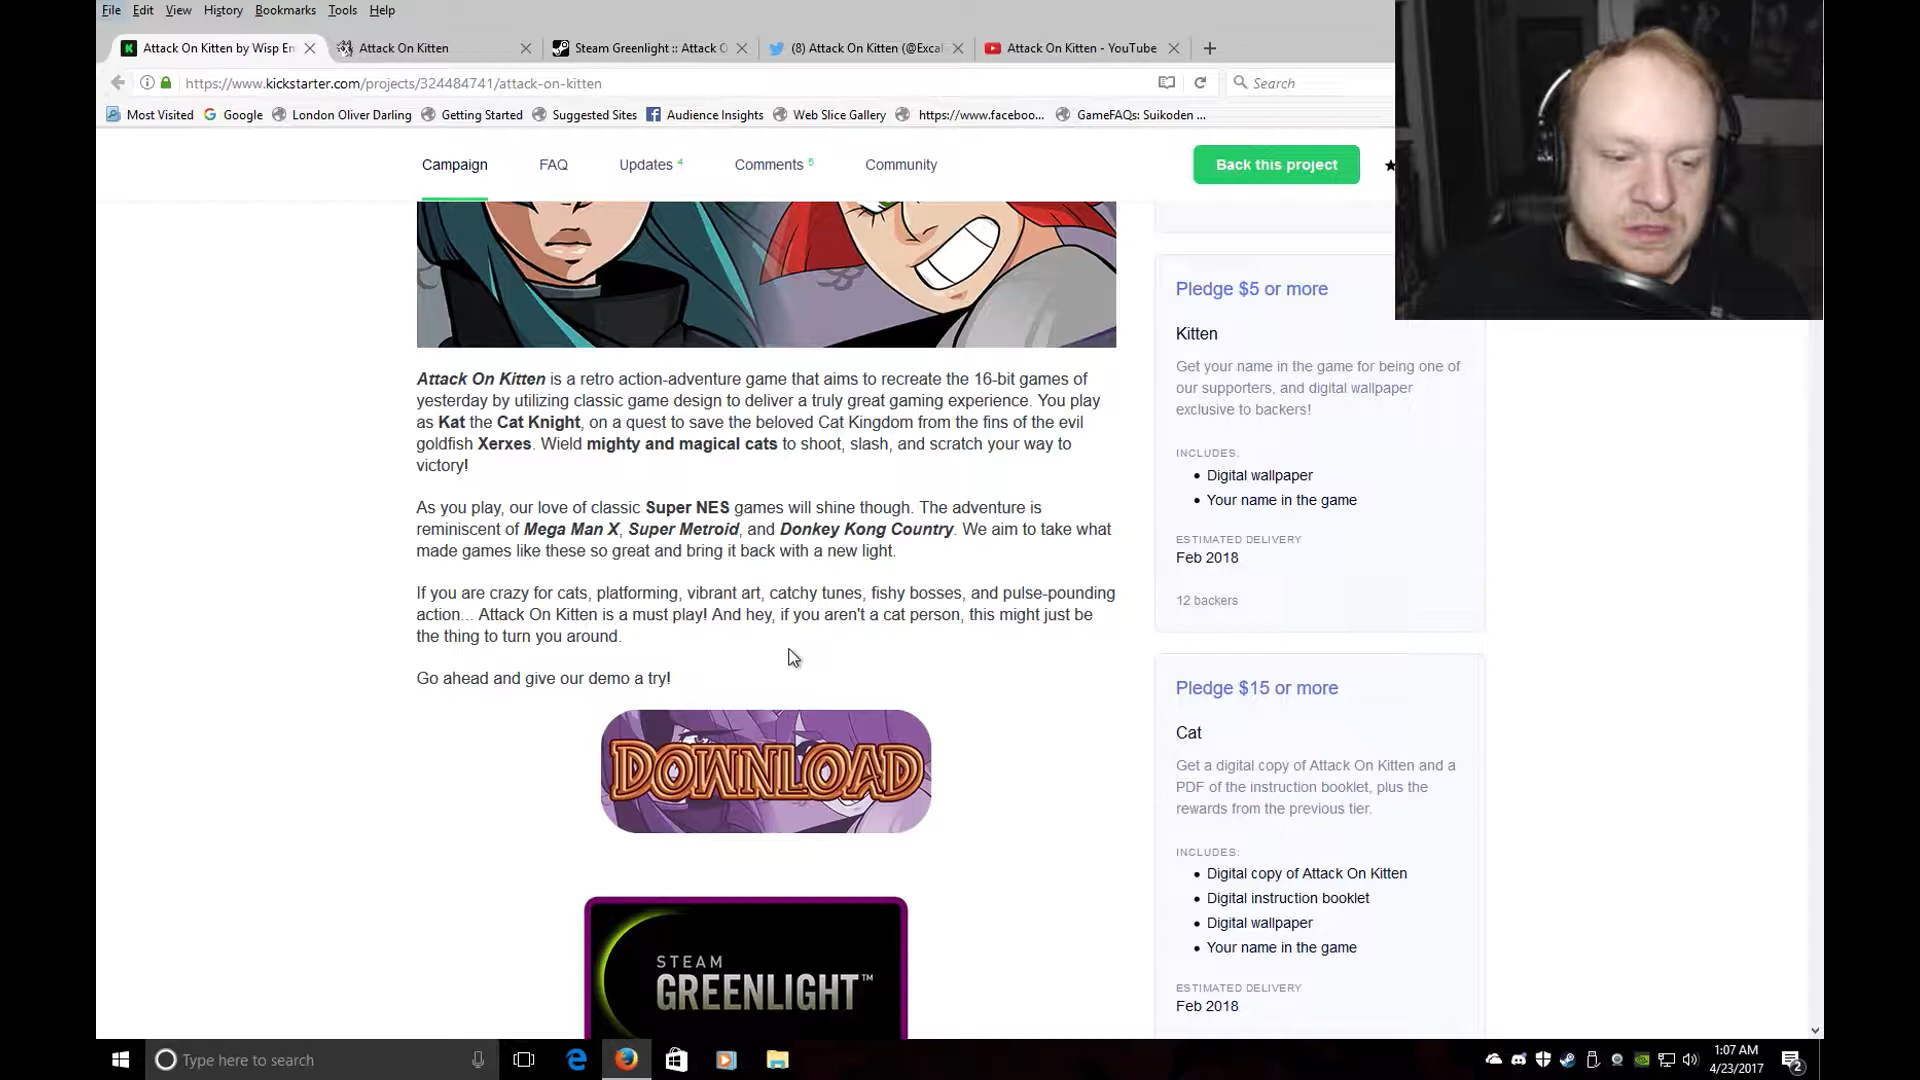 File Edit View History Bookmarks Tools Help
Attack On Kitten by Wisp En
Attack On Kitten
Steam Greenlight :: Attack O
(8) Attack On Kitten (@Excal
Attack On Kitten - YouTube
https://www.kickstarter.com/projects/324484741/attack-on-kitten
Search
Most Visited Google London Oliver Darling Getting Started Suggested Sites Audience Insights Web Slice Gallery https://www.faceboo... GameFAQs: Suikoden ...
Campaign FAQ Updates 4 Comments 5 Community
Back this project
Attack On Kitten is a retro action-adventure game that aims to recreate the 16-bit games of
yesterday by utilizing classic game design to deliver a truly great gaming experience. You play
as Kat the Cat Knight, on a quest to save the beloved Cat Kingdom from the fins of the evil
goldfish Xerxes. Wield mighty and magical cats to shoot, slash, and scratch your way to
victory!
As you play, our love of classic Super NES games will shine though. The adventure is
reminiscent of Mega Man X, Super Metroid, and Donkey Kong Country. We aim to take what
made games like these so great and bring it back with a new light.
If you are crazy for cats, platforming, vibrant art, catchy tunes, fishy bosses, and pulse-pounding
action... Attack On Kitten is a must play! And hey, if you aren't a cat person, this might just be
the thing to turn you around.
Go ahead and give our demo a try!
DOWNLOAD
STEAM
GREENLIGHT™
Pledge $5 or more
Kitten
Get your name in the game for being one of
our supporters, and digital wallpaper
exclusive to backers!
INCLUDES:
Digital wallpaper
Your name in the game
ESTIMATED DELIVERY
Feb 2018
12 backers
Pledge $15 or more
Cat
Get a digital copy of Attack On Kitten and a
PDF of the instruction booklet, plus the
rewards from the previous tier.
INCLUDES:
Digital copy of Attack On Kitten
Digital instruction booklet
Digital wallpaper
Your name in the game
ESTIMATED DELIVERY
Feb 2018
Type here to search
1:07 AM
4/23/2017
2